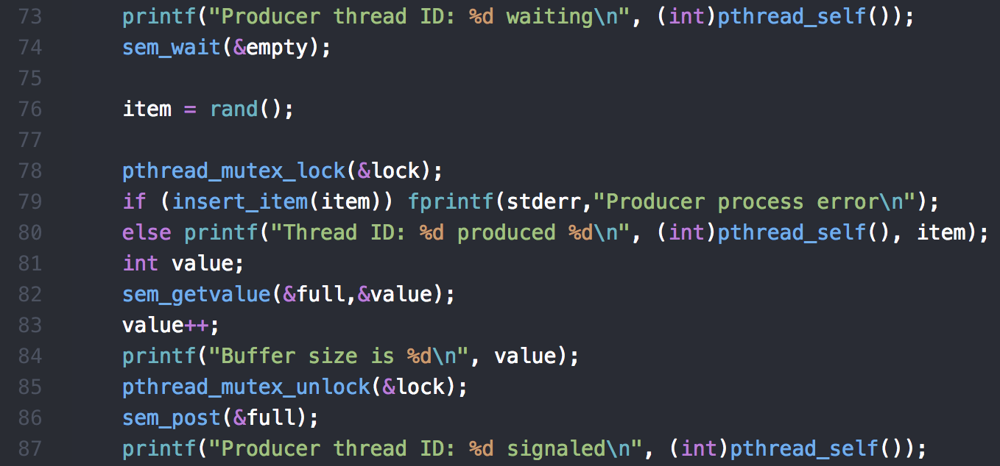 73 printf("Producer thread ID: %d waiting\n", (int)pthread_self());
74 sem_wait(&empty);
75
76 item = rand();
77
78 pthread_mutex_lock(&lock);
79 if (insert_item(item)) fprintf(stderr,"Producer process error\n");
80 else printf("Thread ID: %d produced %d\n", (int)pthread_self(), item);
81 int value;
82 sem_getvalue(&full,&value);
83 value++;
84 printf("Buffer size is %d\n", value);
85 pthread_mutex_unlock(&lock);
86 sem_post(&full);
87 printf("Producer thread ID: %d signaled\n", (int)pthread_self());